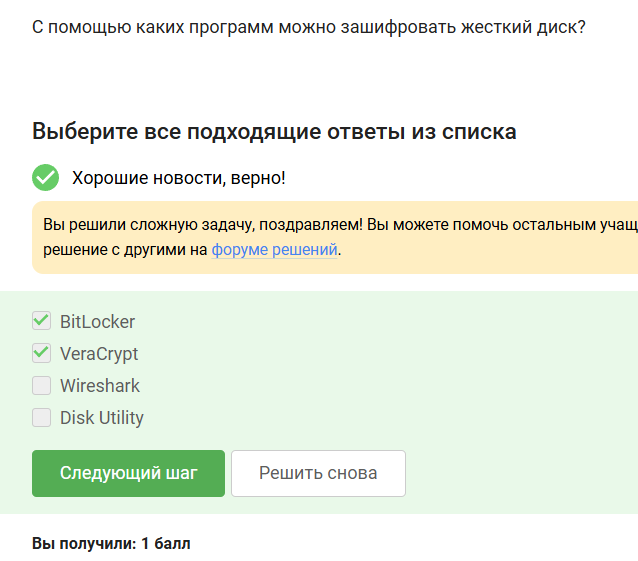 С помощью каких программ можно зашифровать жесткий диск?
Выберите все подходящие ответы из списка
Хорошие новости, верно!
Вы решили сложную задачу, поздравляем! Вы можете помочь остальным
решение с другими на форуме решений.
BitLocker
VeraCrypt
Wireshark
Disk Utility
Следующий шаг
Решить снова
Вы получили: 1 балл